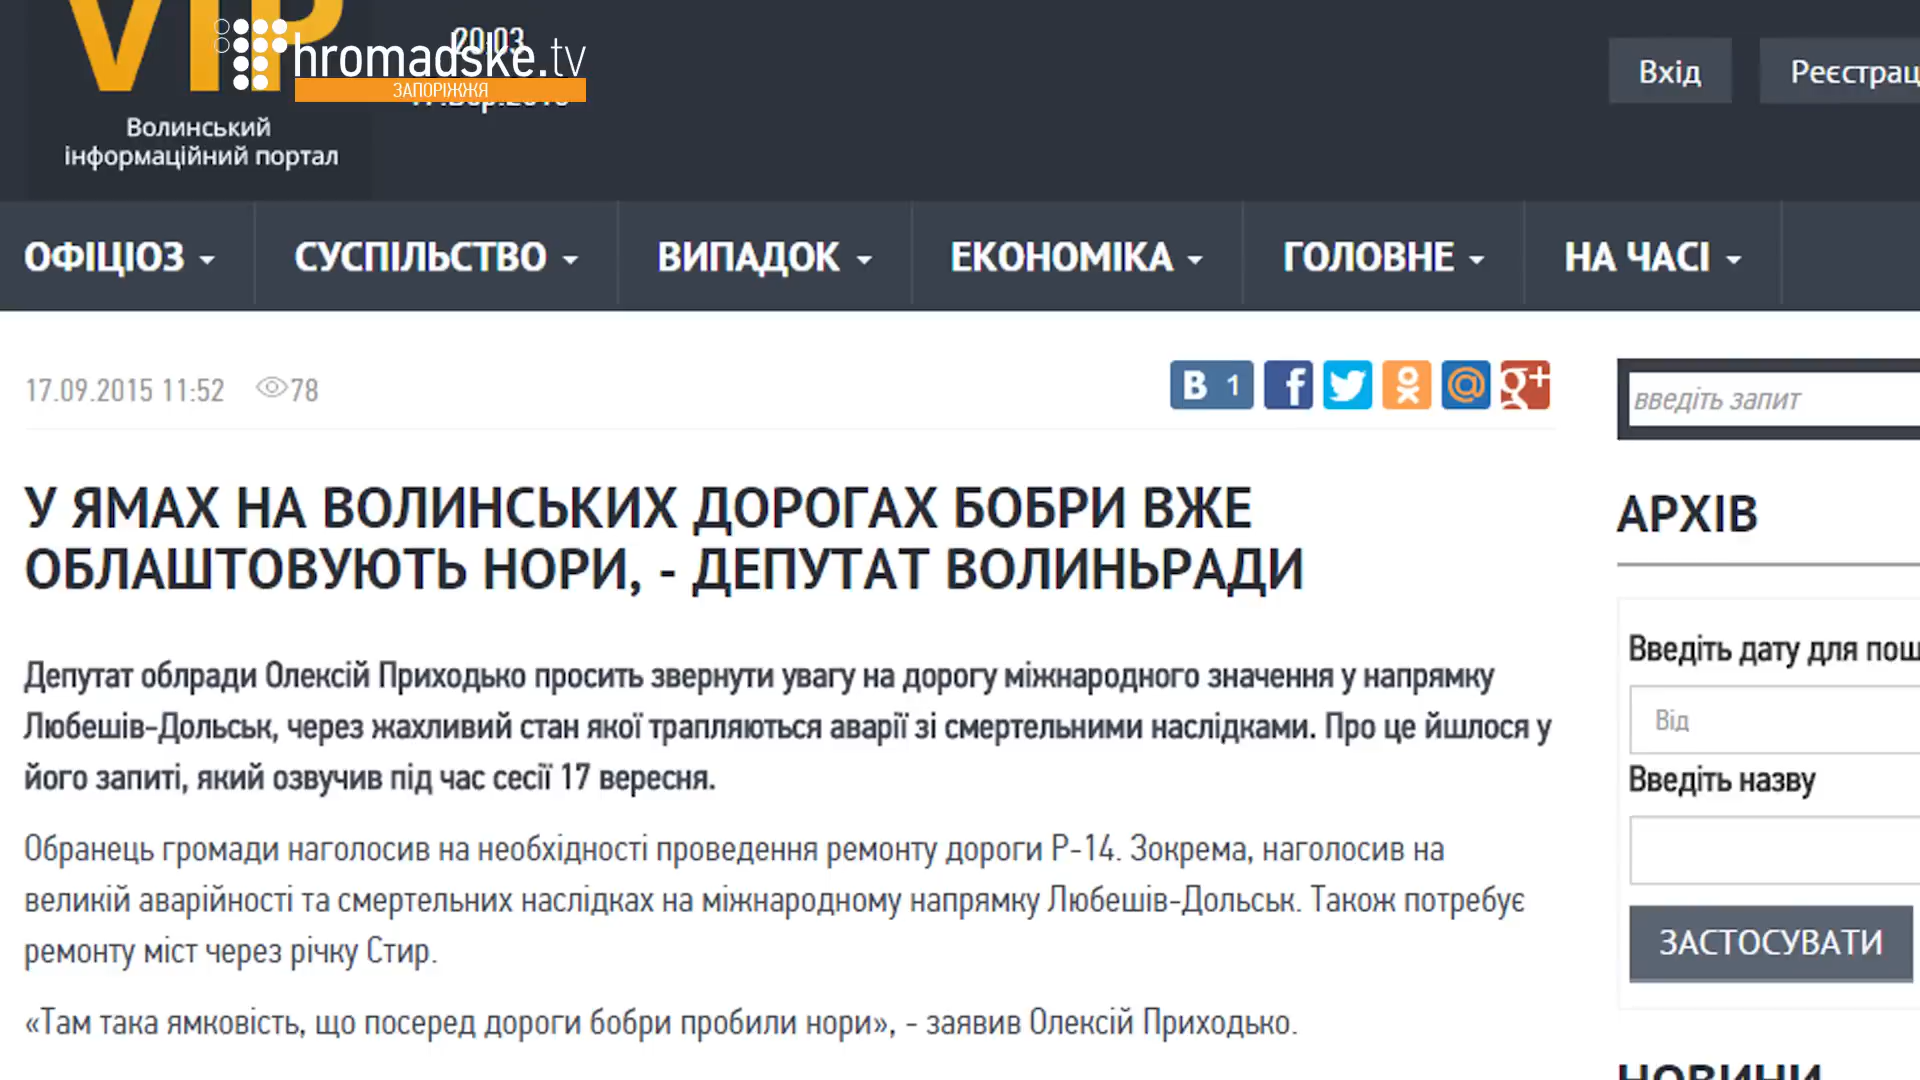 VIP
hromadske.tv
ЗАПОРІЖЖЯ
20:03
Волинський
інформаційний портал
Вхід
ОФІЦІОЗ
СУСПІЛЬСТВО
ВИПАДОК
ЕКОНОМІКА
ГОЛОВНЕ
НА ЧАСІ
17.09.2015 11:52
78
В 1
f
@
g+
введіть запит
У ЯМАХ НА ВОЛИНСЬКИХ ДОРОГАХ БОБРИ ВЖЕ
ОБЛАШТОВУЮТЬ НОРИ, - ДЕПУТАТ ВОЛИНЬРАДИ
Депутат облради Олексій Приходько просить звернути увагу на дорогу міжнародного значення у напрямку
Любешів-Дольськ, через жахливий стан якої трапляються аварії зі смертельними наслідками. Про це йшлося у
його запиті, який озвучив під час сесії 17 вересня.
Обранець громади наголосив на необхідності проведення ремонту дороги Р-14. Зокрема, наголосив на
великій аварійності та смертельних наслідках на міжнародному напрямку Любешів-Дольськ. Також потребує
ремонту міст через річку Стир.
«Там така ямковість, що посеред дороги бобри пробили нори», - заявив Олексій Приходько.
АРХІВ
Введіть дату для
Від
Введіть назву
ЗАСТОСУВАТИ
НОВИНИ